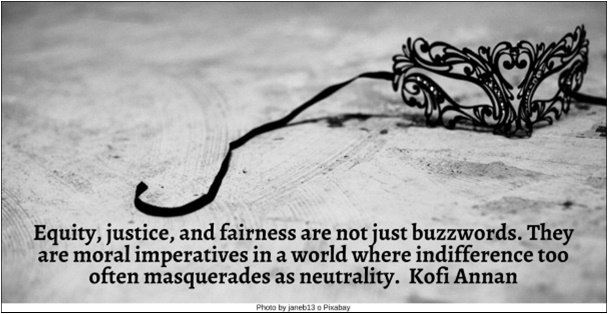 Equity, justice, and fairness are not just buzzwords. They
are moral imperatives in a world where indifference too
often masquerades as neutrality.  Kofi Annan
Photo by janeb13 o Pixabay